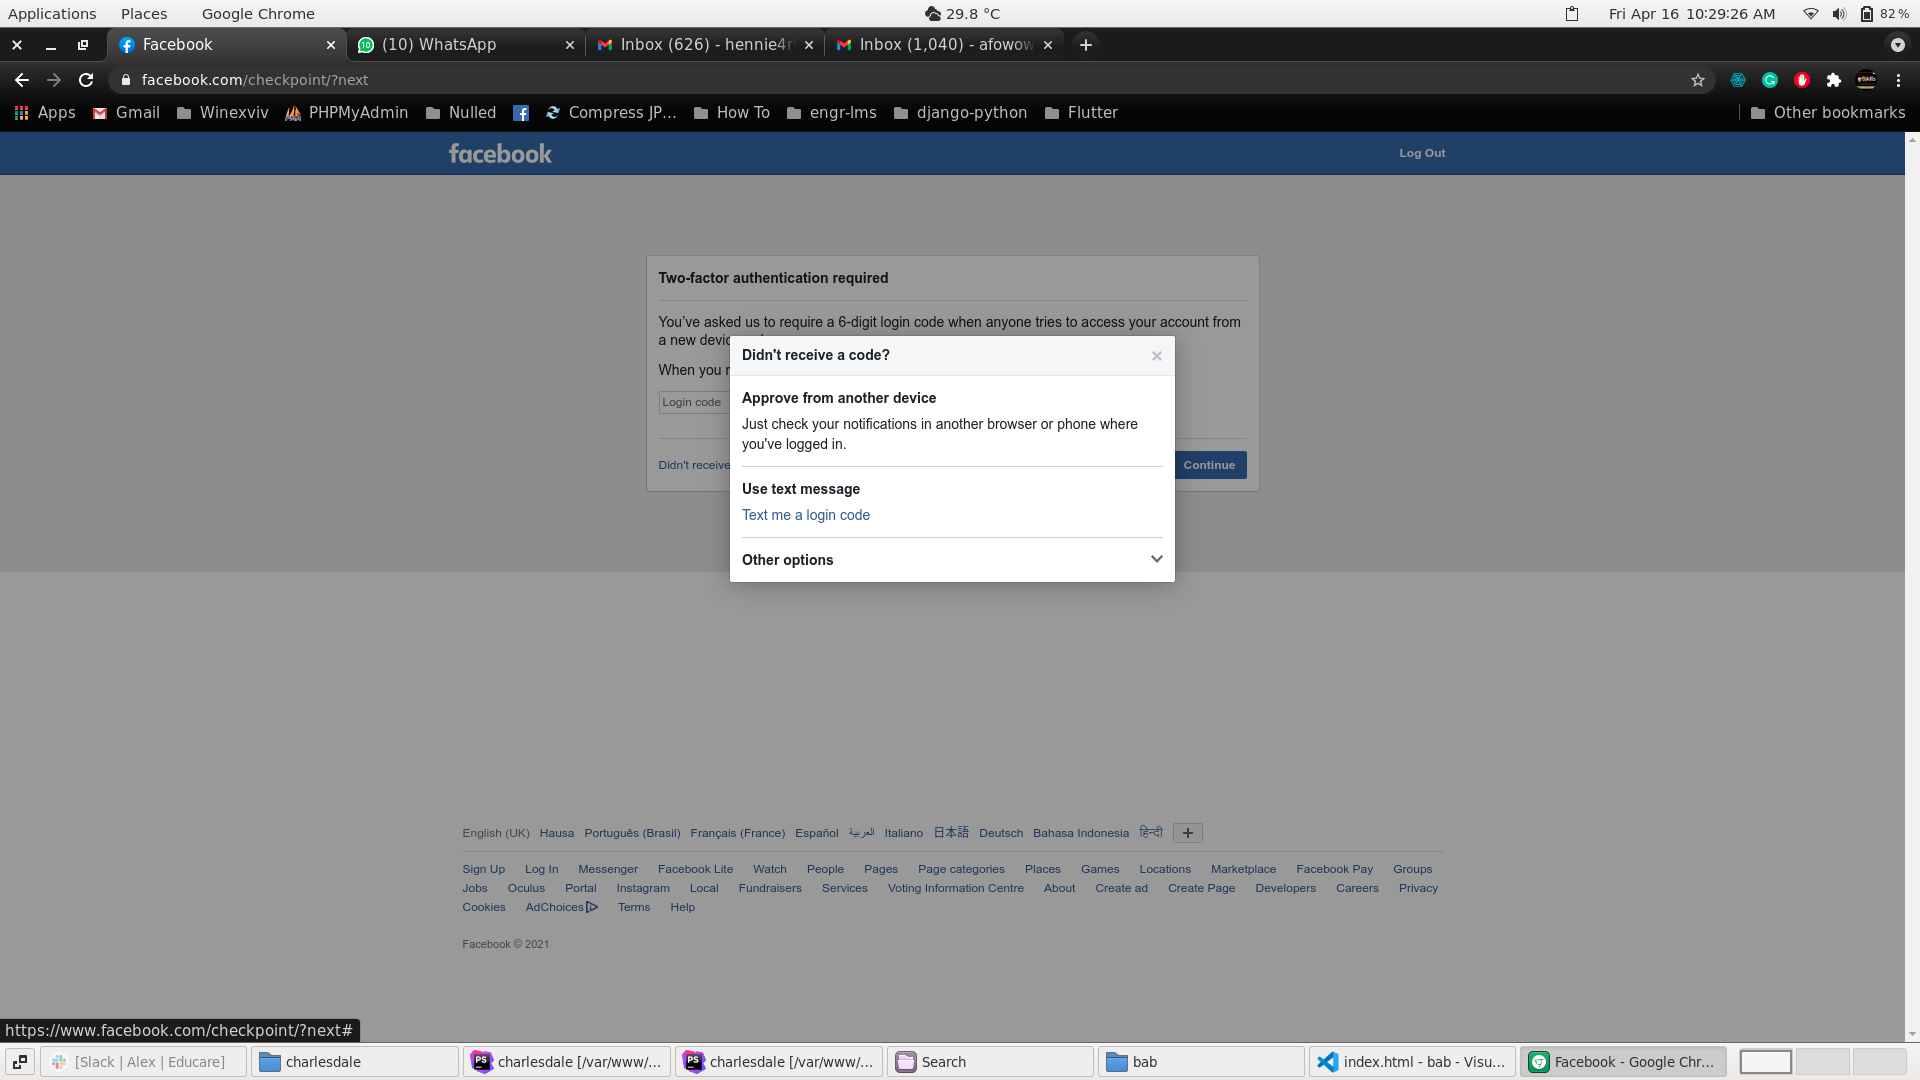 Applications Places Google Chrome 29.8 °C Fri Apr 16 10:29:26 AM 82 %
Facebook (10) WhatsApp Inbox (626) - hennie4r Inbox (1,040) - afowow
facebook.com/checkpoint/?next
Apps Gmail Winexviv PHPMyAdmin Nulled Compress JP... How To engr-lms django-python Flutter Other bookmarks
facebook Log Out
Two-factor authentication required
You've asked us to require a 6-digit login code when anyone tries to access your account from
a new devic
When you r
Login code
Didn't receive
Continue
Didn't receive a code?
Approve from another device
Just check your notifications in another browser or phone where
you've logged in.
Use text message
Text me a login code
Other options
English (UK) Hausa Português (Brasil) Français (France) Español العربية Italiano 日本語 Deutsch Bahasa Indonesia हिन्दी
Sign Up Log In Messenger Facebook Lite Watch People Pages Page categories Places Games Locations Marketplace Facebook Pay Groups
Jobs Oculus Portal Instagram Local Fundraisers Services Voting Information Centre About Create ad Create Page Developers Careers Privacy
Cookies AdChoices Terms Help
Facebook © 2021
https://www.facebook.com/checkpoint/?next#
[Slack | Alex | Educare] charlesdale charlesdale [/var/www/... charlesdale [/var/www/... Search bab index.html - bab - Visu... Facebook - Google Chr...